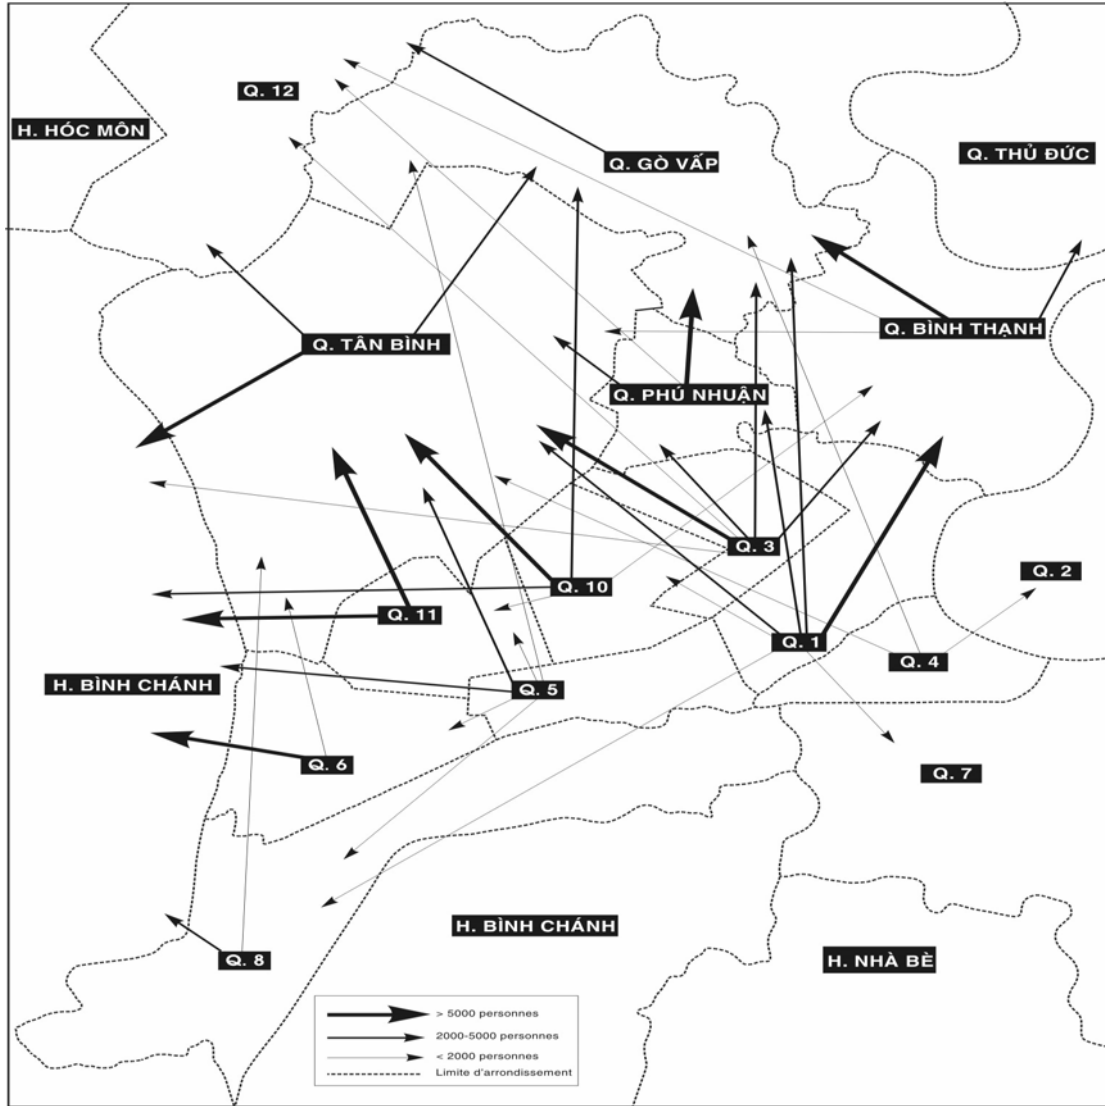 Q. 12
H. HÓC MÔN
Q. GÒ VẤP
Q. THỦ ĐỨC
Q. TÂN BÌNH
Q. BÌNH THẠNH
Q. PHÚ NHUẬN
Q. 3
Q. 2
Q. 10
Q. 11
Q. 1
Q. 4
H. BÌNH CHÁNH
Q. 5
Q. 6
Q. 7
H. BÌNH CHÁNH
Q. 8
H. NHÀ BÈ
> 5000 personnes
2000-5000 personnes
< 2000 personnes
Limite d'arrondissement